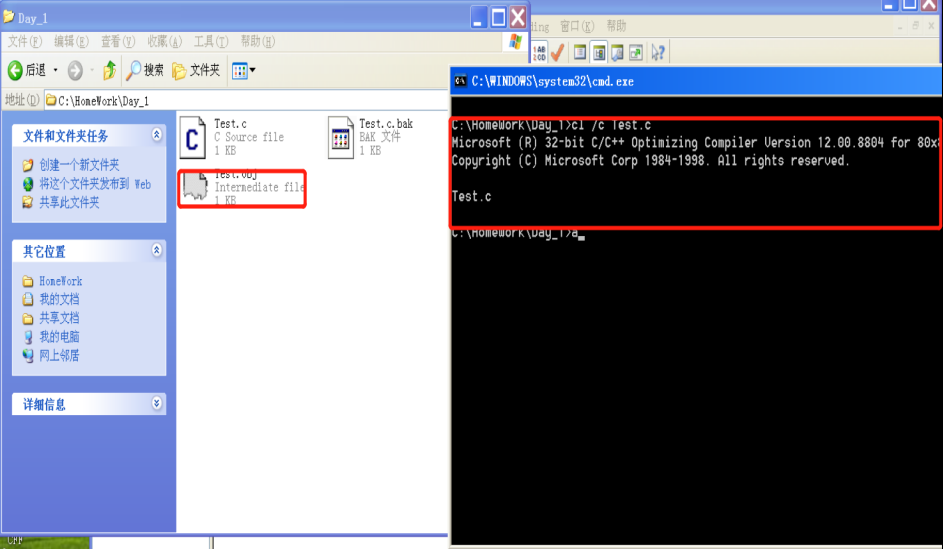 Day_1
文件(F) 编辑(E) 查看(V) 收藏(A) 工具(T) 帮助(H)
后退 搜索 文件夹
地址(D) C:\HomeWork\Day_1
文件和文件夹任务
创建一个新文件夹
将这个文件夹发布到 Web
共享此文件夹
其它位置
HomeWork
我的文档
共享文档
我的电脑
网上邻居
详细信息
Test.c
C Source file
1 KB
Test.c.bak
BAK 文件
1 KB
Test.obj
Intermediate file
1 KB
窗口(K) 帮助
C:\WINDOWS\system32\cmd.exe
C:\HomeWork\Day_1>cl /c Test.c
Microsoft (R) 32-bit C/C++ Optimizing Compiler Version 12.00.8804 for 80x8
Copyright (C) Microsoft Corp 1984-1998. All rights reserved.
Test.c
C:\HomeWork\Day_1>a_